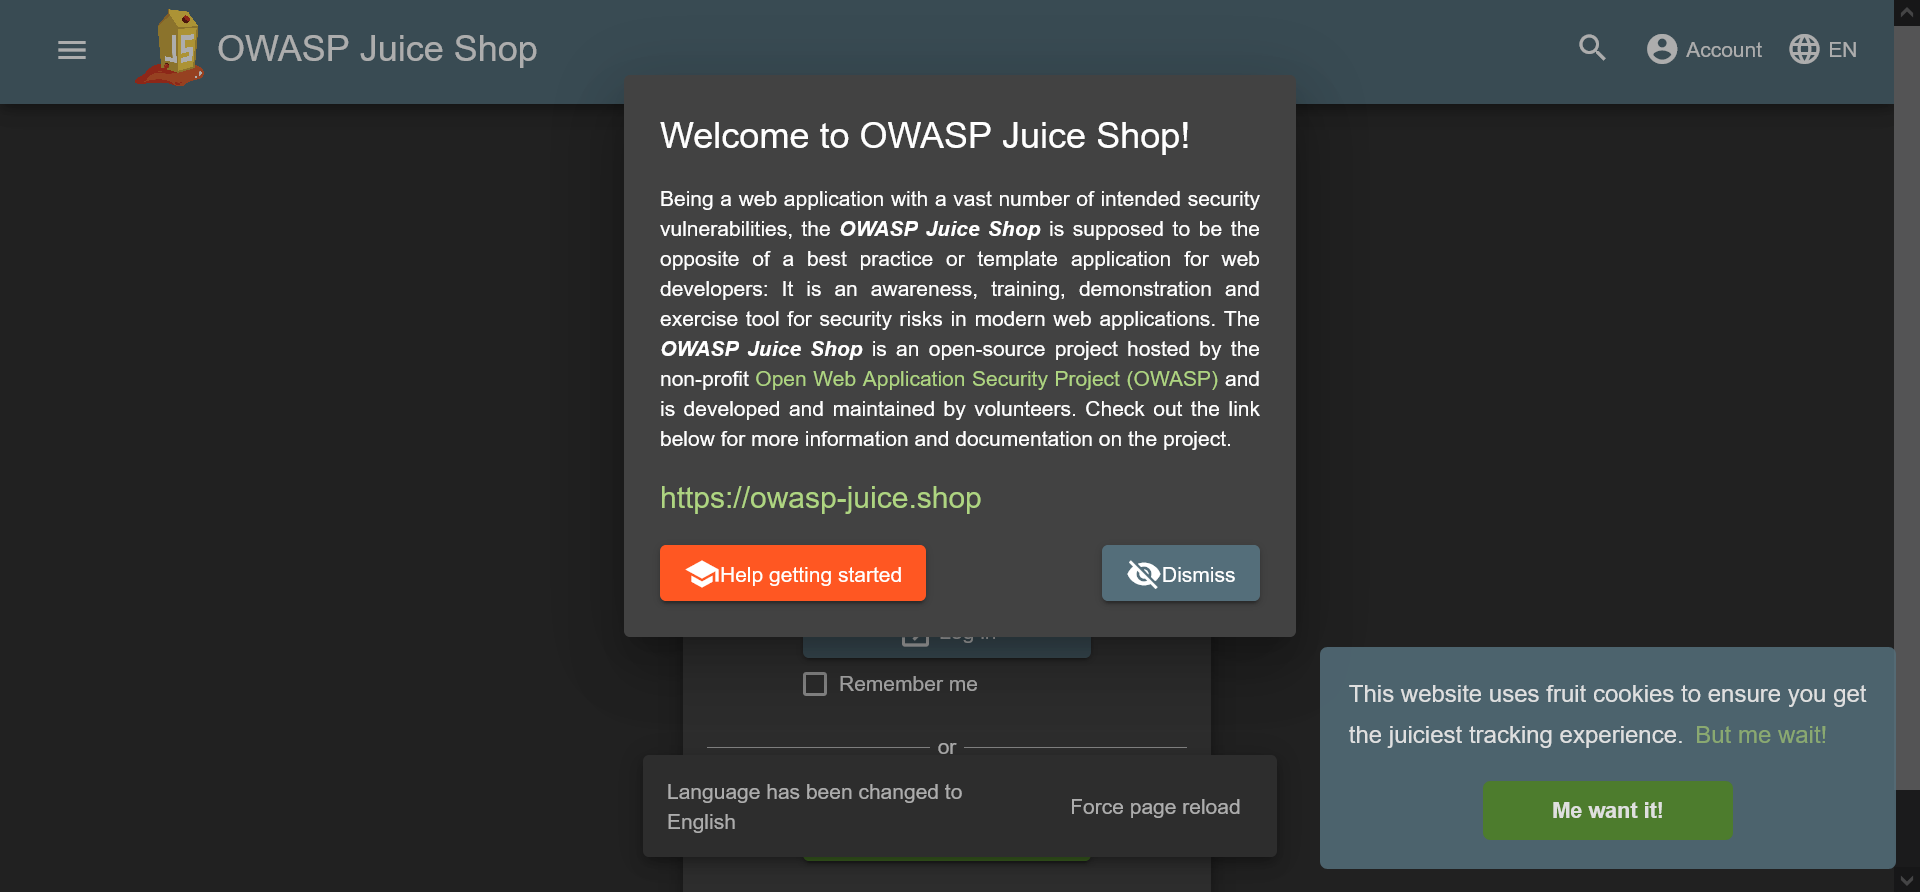 OWASP Juice Shop
Account
EN
Welcome to OWASP Juice Shop!
Being a web application with a vast number of intended security
vulnerabilities, the OWASP Juice Shop is supposed to be the
opposite of a best practice or template application for web
developers: It is an awareness, training, demonstration and
exercise tool for security risks in modern web applications. The
OWASP Juice Shop is an open-source project hosted by the
non-profit Open Web Application Security Project (OWASP) and
is developed and maintained by volunteers. Check out the link
below for more information and documentation on the project.
https://owasp-juice.shop
Help getting started
Dismiss
Log in
Remember me
or
Language has been changed to
English
Force page reload
This website uses fruit cookies to ensure you get
the juiciest tracking experience. But me wait!
Me want it!